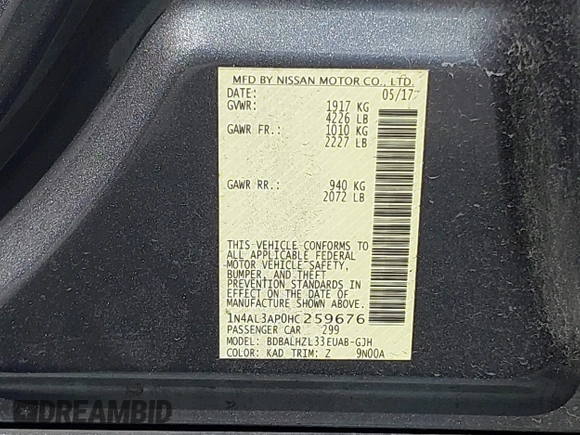 MFD BY NISSAN MOTOR CO., LTD.
DATE: 05/17
GVWR: 1917 KG
4226 LB
GAWR FR.: 1010 KG
2227 LB
GAWR RR.: 940 KG
2072 LB
THIS VEHICLE CONFORMS TO
ALL APPLICABLE FEDERAL
MOTOR VEHICLE SAFETY,
BUMPER, AND THEFT
PREVENTION STANDARDS IN
EFFECT ON THE DATE OF
MANUFACTURE SHOWN ABOVE.
1N4AL3AP0HC259676
PASSENGER CAR 299
MODEL: BDBALHZL33EUAB-GJH
COLOR: KAD TRIM: Z 9N00A
DREAMBID